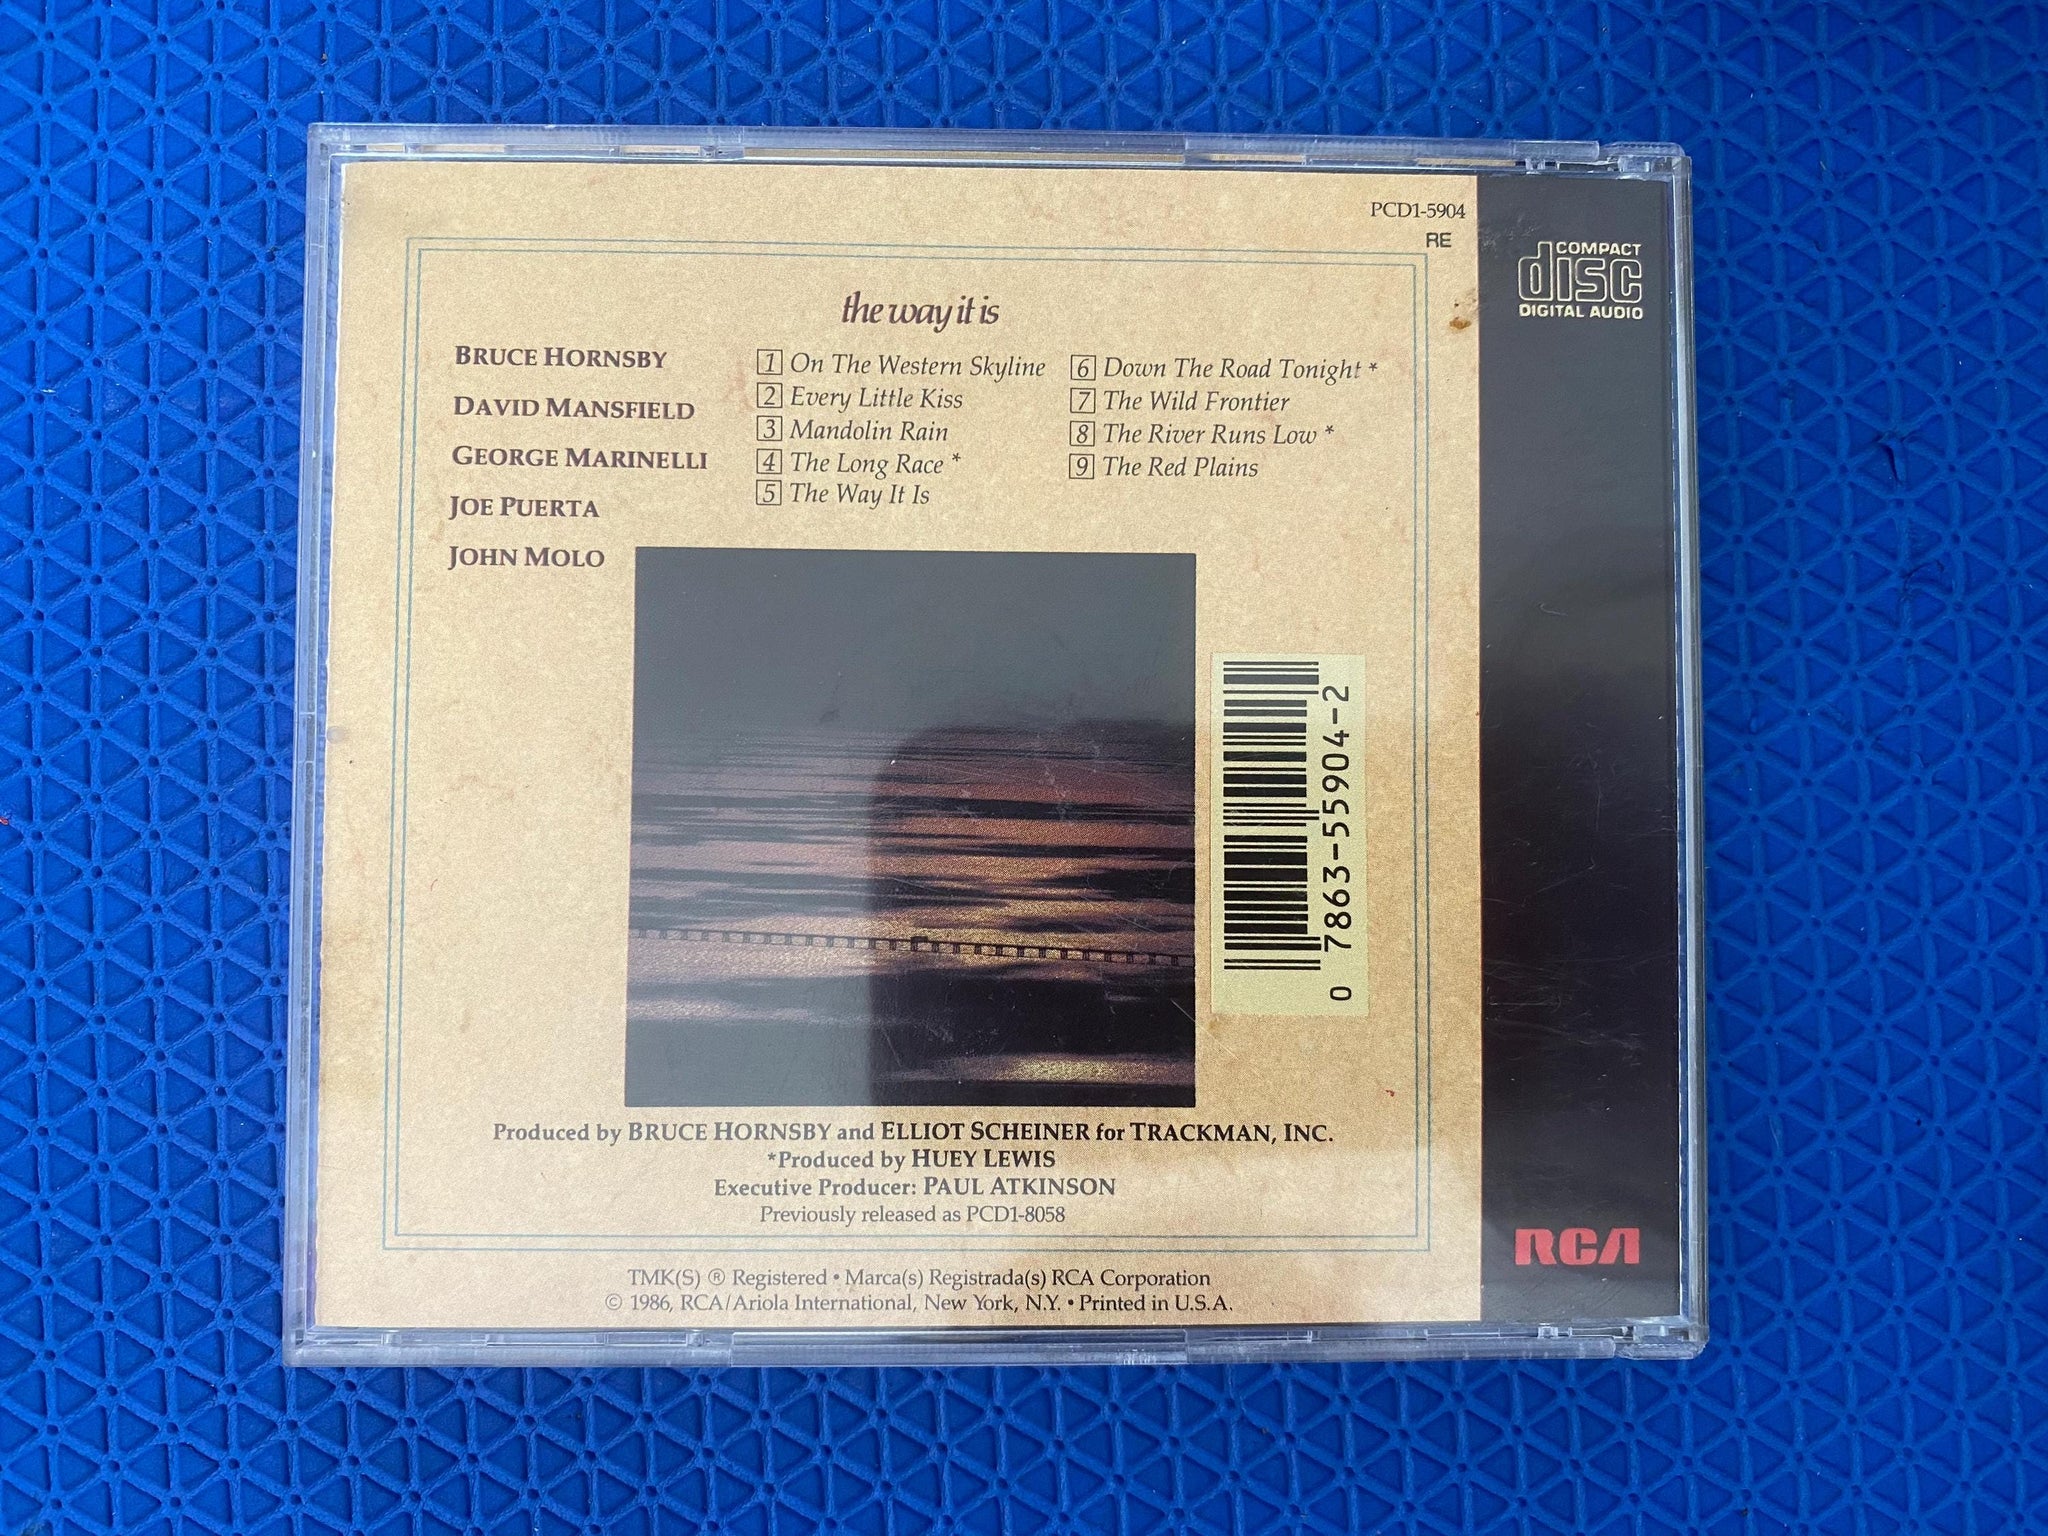 PCD1-5904
RE
COMPACT
disc
DIGITAL AUDIO
the way it is
BRUCE HORNSBY
DAVID MANSFIELD
GEORGE MARINELLI
JOE PUERTA
JOHN MOLO
1 On The Western Skyline
2 Every Little Kiss
3 Mandolin Rain
4 The Long Race *
5 The Way It Is
6 Down The Road Tonight *
7 The Wild Frontier
8 The River Runs Low *
9 The Red Plains
0 7863-55904-2
Produced by BRUCE HORNSBY and ELLIOT SCHEINER for TRACKMAN, INC.
*Produced by HUEY LEWIS
Executive Producer: PAUL ATKINSON
Previously released as PCD1-8058
TMK(S) ® Registered • Marca(s) Registrada(s) RCA Corporation
© 1986, RCA/Ariola International, New York, N.Y. • Printed in U.S.A.
RCA